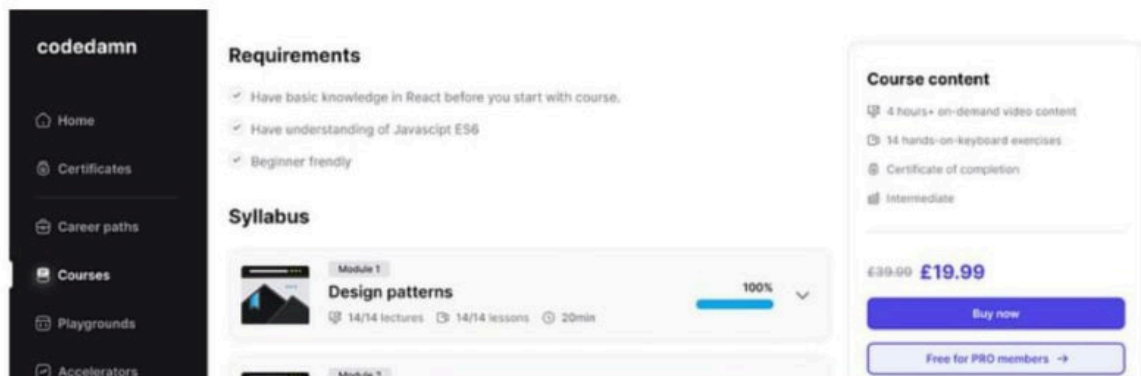 codedamn
Home
Certificates
Career paths
Courses
Playgrounds
Accelerators
Requirements
Have basic knowledge in React before you start with course.
Have understanding of Javascipt ES6
Beginner frendly
Syllabus
Module 1
Design patterns
100%
14/14 lectures 14/14 lessons 20min
Module 2
Course content
4 hours+ on-demand video content
14 hands-on-keyboard exercises
Certificate of completion
Intermediate
£39.99 £19.99
Buy now
Free for PRO members →